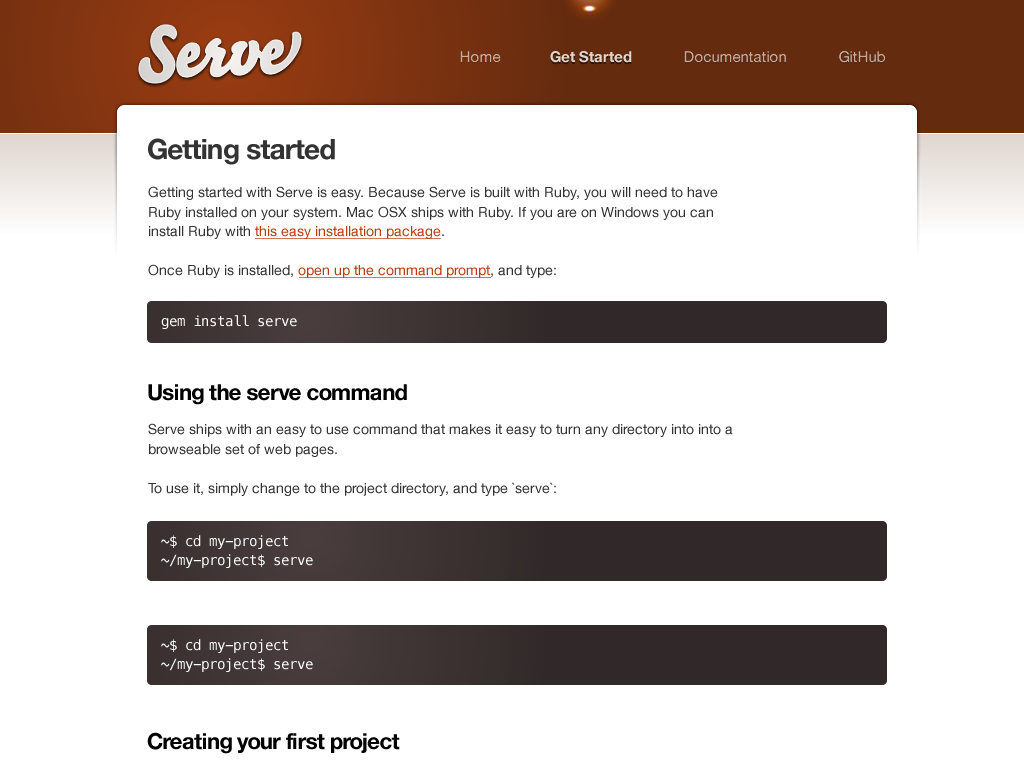 Serve
Home Get Started Documentation GitHub
Getting started
Getting started with Serve is easy. Because Serve is built with Ruby, you will need to have
Ruby installed on your system. Mac OSX ships with Ruby. If you are on Windows you can
install Ruby with this easy installation package.
Once Ruby is installed, open up the command prompt, and type:
gem install serve
Using the serve command
Serve ships with an easy to use command that makes it easy to turn any directory into into a
browseable set of web pages.
To use it, simply change to the project directory, and type `serve`:
~$ cd my-project
~/my-project$ serve
~$ cd my-project
~/my-project$ serve
Creating your first project